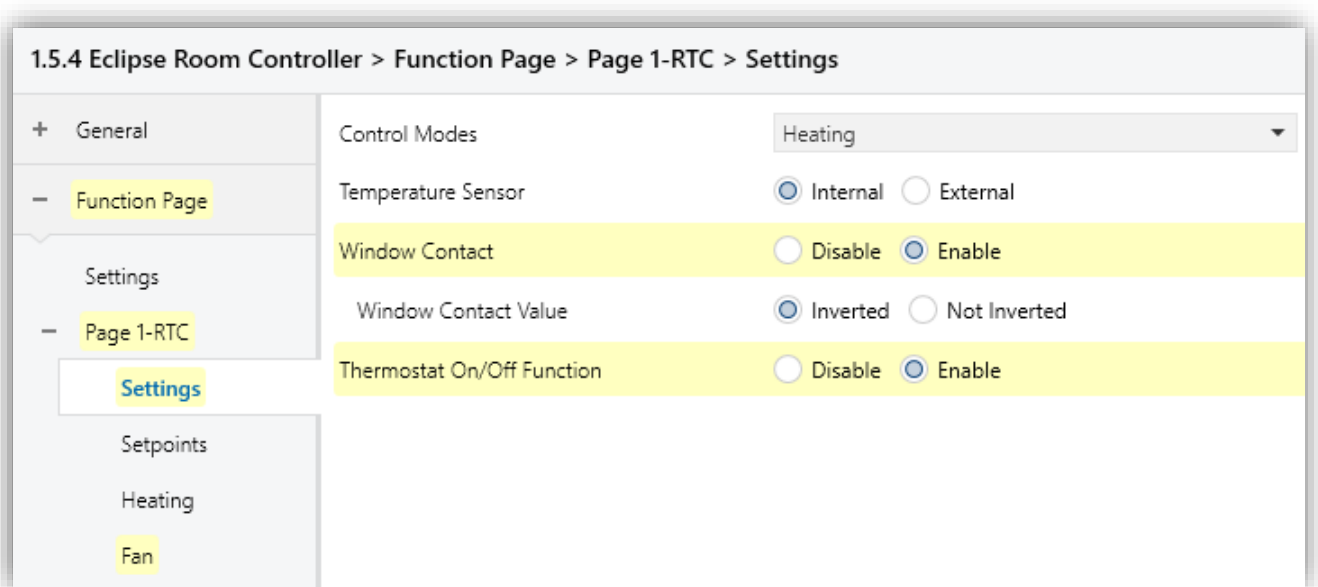 1.5.4 Eclipse Room Controller > Function Page > Page 1-RTC > Settings
+ General
− Function Page
Settings
− Page 1-RTC
Settings
Setpoints
Heating
Fan
Control Modes Heating
Temperature Sensor Internal External
Window Contact Disable Enable
Window Contact Value Inverted Not Inverted
Thermostat On/Off Function Disable Enable